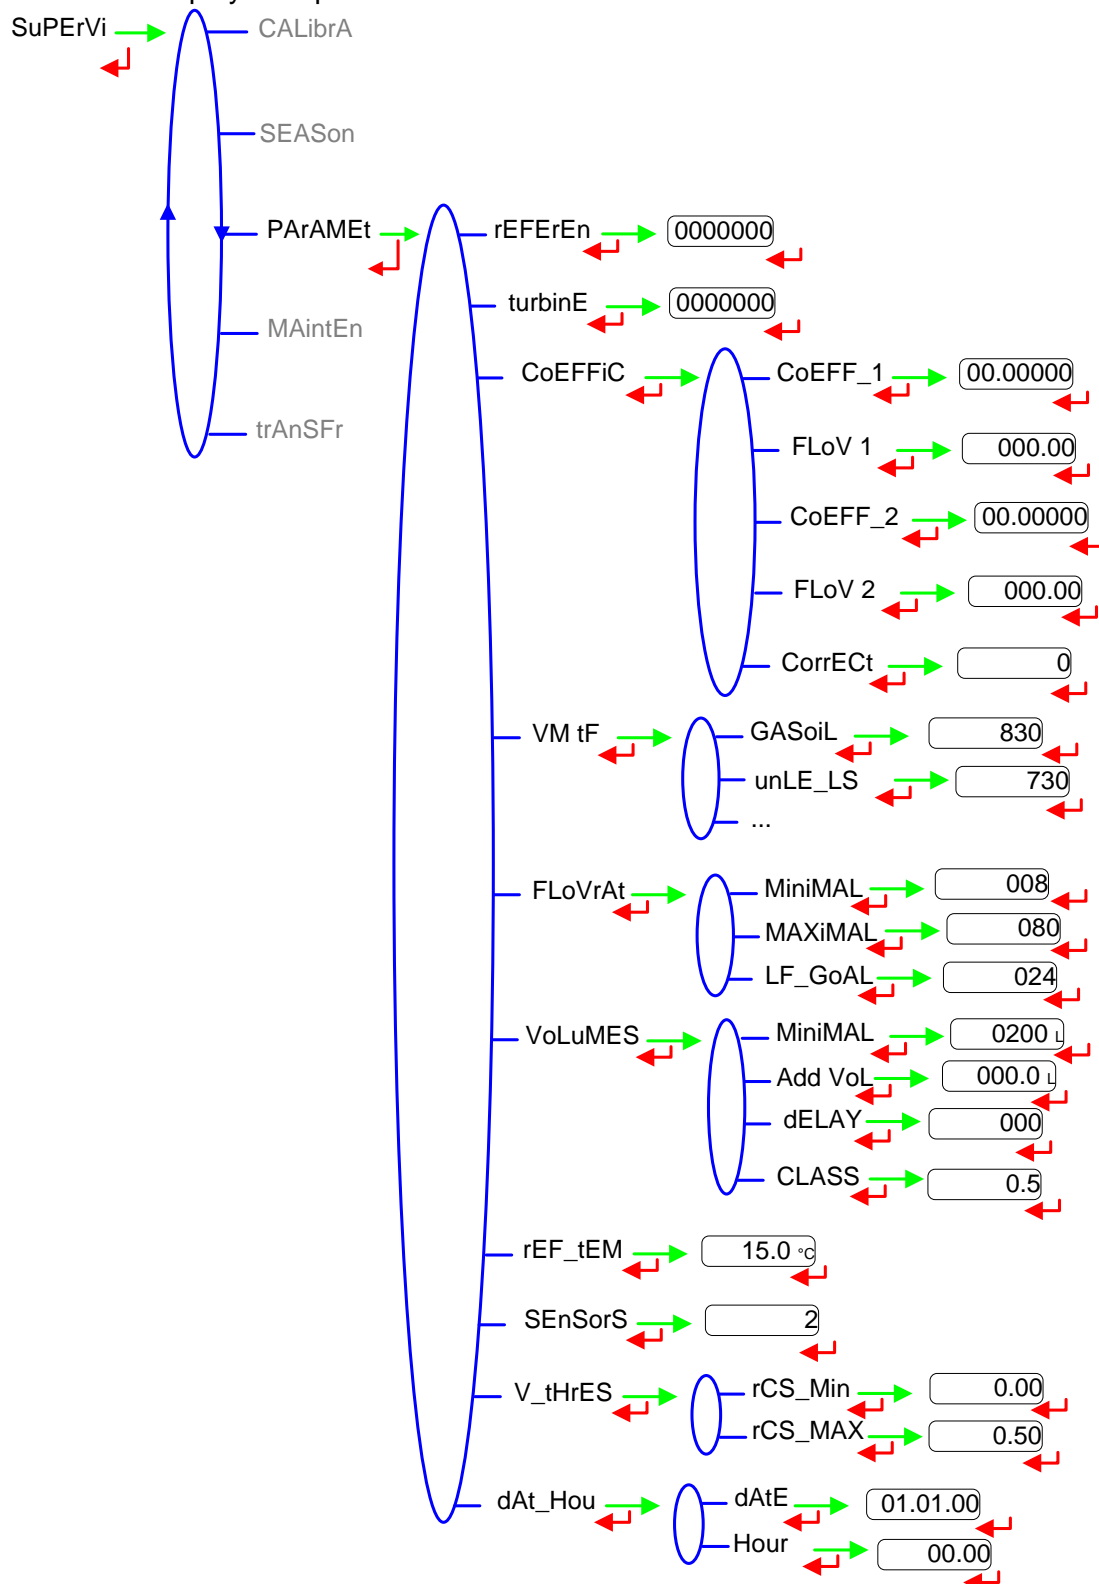 SuPErVi CALibrA
SEASon
PArAMEt rEFErEn 0000000
turbinE 0000000
CoEFFiC CoEFF_1 00.00000
FLoV 1 000.00
CoEFF_2 00.00000
FLoV 2 000.00
MAintEn
trAnSFr
CorrECt 0
VM tF GASoiL 830
unLE_LS 730
...
FLoVrAt MiniMAL 008
MAXiMAL 080
LF_GoAL 024
VoLuMES MiniMAL 0200 L
Add VoL 000.0 L
dELAY 000
CLASS 0.5
rEF_tEM 15.0 °C
SEnSorS 2
V_tHrES rCS_Min 0.00
rCS_MAX 0.50
dAt_Hou dAtE 01.01.00
Hour 00.00